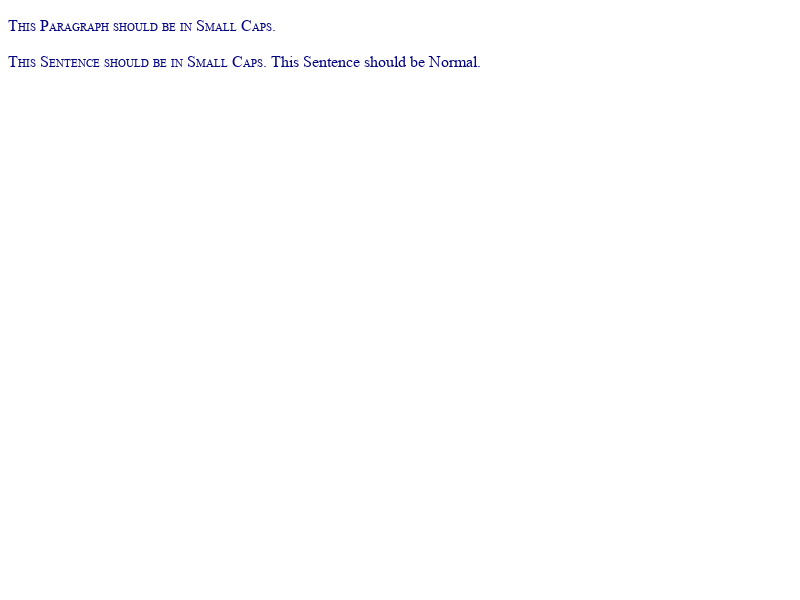 This Paragraph should be in Small Caps.
This Sentence should be in Small Caps. This Sentence should be Normal.